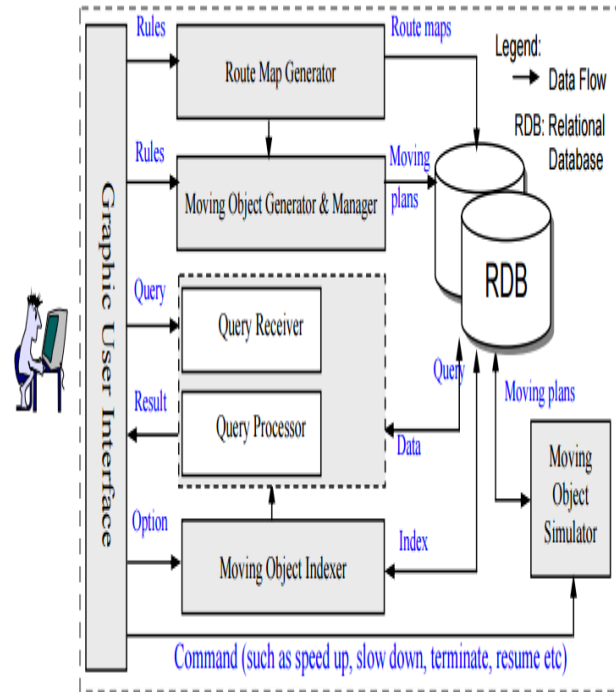 Rules
Route maps
Legend:
Data Flow
RDB: Relational
Database
Route Map Generator
Rules
Moving
plans
Moving Object Generator & Manager
Graphic User Interface
RDB
Query
Query Receiver
Query
Result
Query Processor
Data
Moving plans
Moving
Object
Simulator
Option
Moving Object Indexer
Index
Command (such as speed up, slow down, terminate, resume etc)